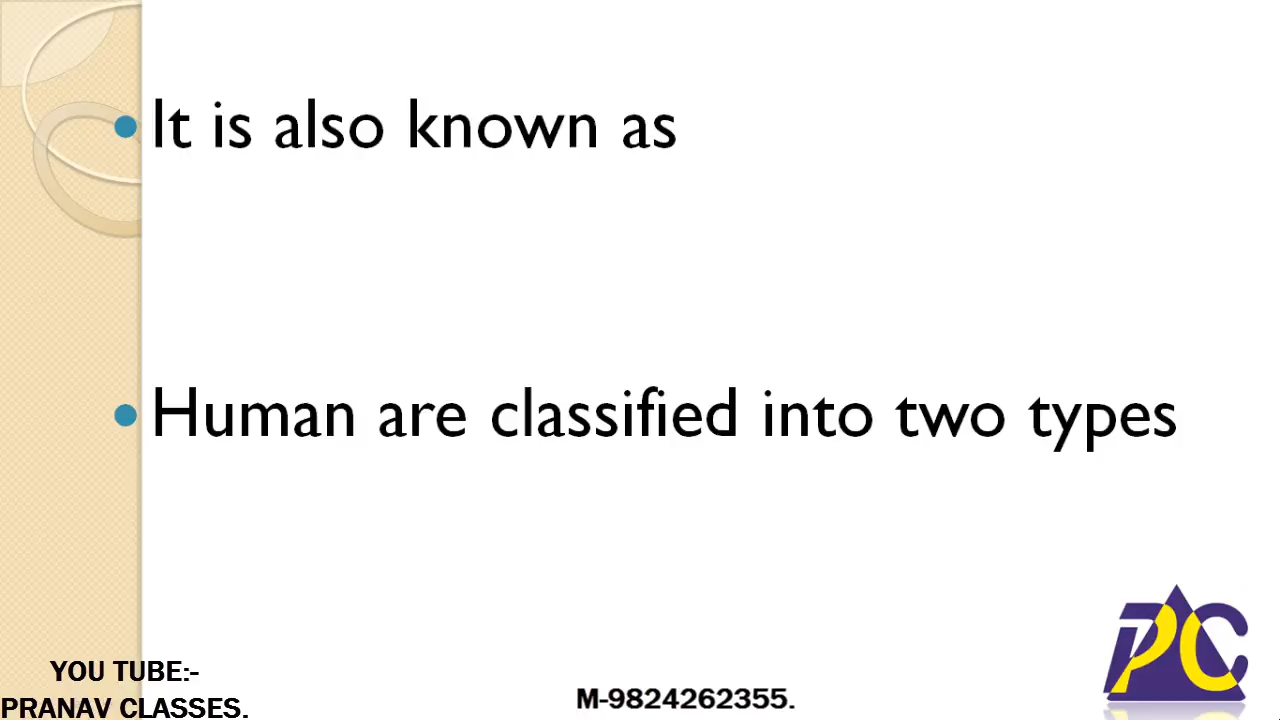 It is also known as
Human are classified into two types
PC
YOU TUBE:-
PRANAV CLASSES.
M-9824262355.